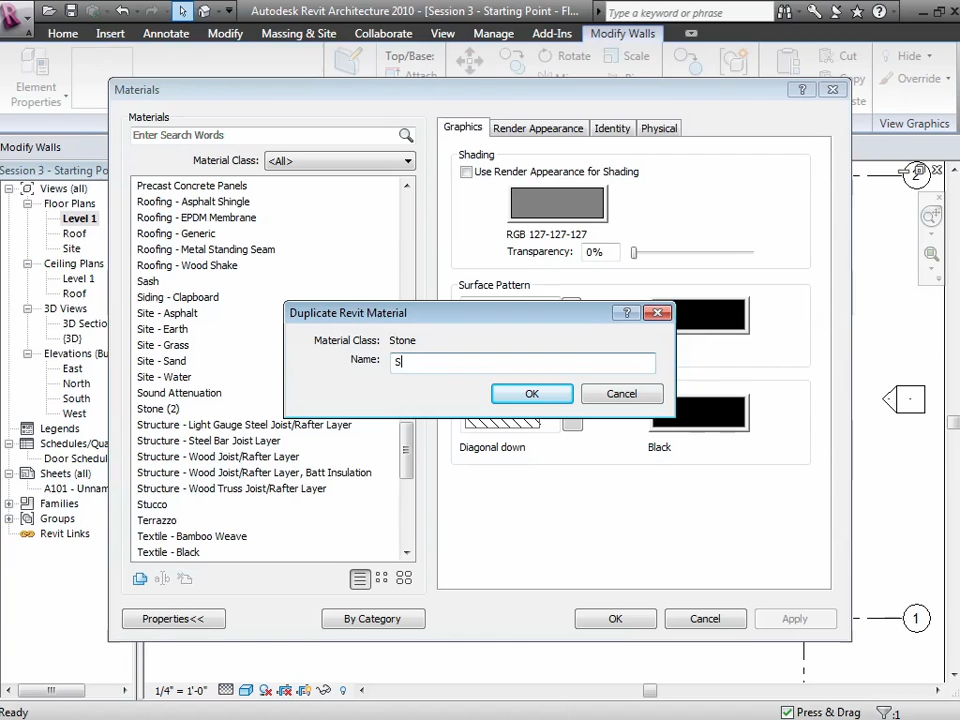 Autodesk Revit Architecture 2010 - [Session 3 - Starting Point - Fl...
Type a keyword or phrase
Home
Insert
Annotate
Modify
Massing & Site
Collaborate
View
Manage
Add-Ins
Modify Walls
Element
Properties
Top/Base:
Attach
Rotate
Scale
Cut
Copy
Hide
Override
View Graphics
Modify Walls
Session 3 - Starting Po
Views (all)
Floor Plans
Level 1
Roof
Site
Ceiling Plans
Level 1
Roof
3D Views
3D Sectio
{3D}
Elevations (Bu
East
North
South
West
Legends
Schedules/Qua
Door Schedul
Sheets (all)
A101 - Unnam
Families
Groups
Revit Links
Materials
Materials
Enter Search Words
Material Class:
<All>
Precast Concrete Panels
Roofing - Asphalt Shingle
Roofing - EPDM Membrane
Roofing - Generic
Roofing - Metal Standing Seam
Roofing - Wood Shake
Sash
Siding - Clapboard
Site - Asphalt
Site - Earth
Site - Grass
Site - Sand
Site - Water
Sound Attenuation
Stone (2)
Structure - Light Gauge Steel Joist/Rafter Layer
Structure - Steel Bar Joist Layer
Structure - Wood Joist/Rafter Layer
Structure - Wood Joist/Rafter Layer, Batt Insulation
Structure - Wood Truss Joist/Rafter Layer
Stucco
Terrazzo
Textile - Bamboo Weave
Textile - Black
Properties<<
By Category
Graphics
Render Appearance
Identity
Physical
Shading
Use Render Appearance for Shading
RGB 127-127-127
Transparency:
0%
Surface Pattern
Diagonal down
Black
OK
Cancel
Apply
Duplicate Revit Material
Material Class:
Stone
Name:
S
OK
Cancel
2
1
1/4" = 1'-0"
Ready
Press & Drag
:1